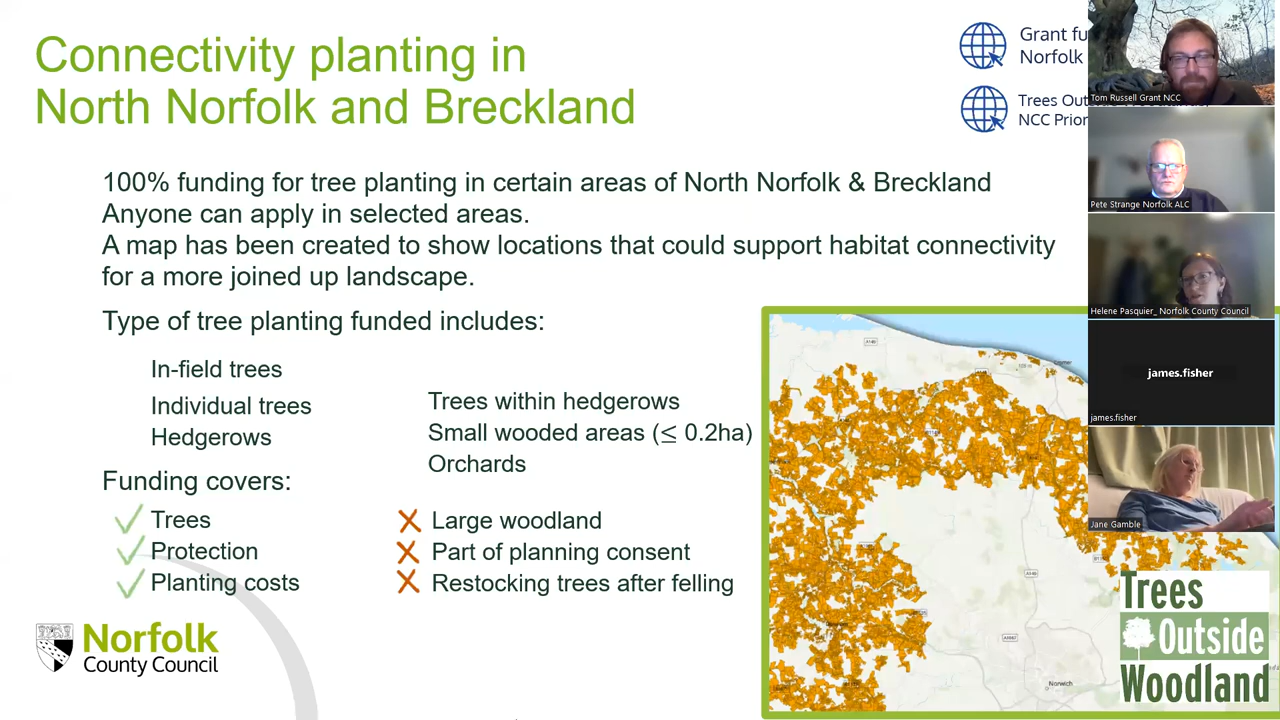 Connectivity planting in
North Norfolk and Breckland
Grant fu
Norfolk
Trees Out
NCC Prior
100% funding for tree planting in certain areas of North Norfolk & Breckland
Anyone can apply in selected areas.
A map has been created to show locations that could support habitat connectivity
for a more joined up landscape.
Type of tree planting funded includes:
In-field trees
Individual trees
Hedgerows
Trees within hedgerows
Small wooded areas (≤ 0.2ha)
Orchards
Funding covers:
Trees
Protection
Planting costs
Large woodland
Part of planning consent
Restocking trees after felling
Norfolk
County Council
A148
Norwich
Trees
Outside
Woodland
Tom Russell Grant NCC
Pete Strange Norfolk ALC
Helene Pasquier_ Norfolk County Council
james.fisher
james.fisher
Jane Gamble